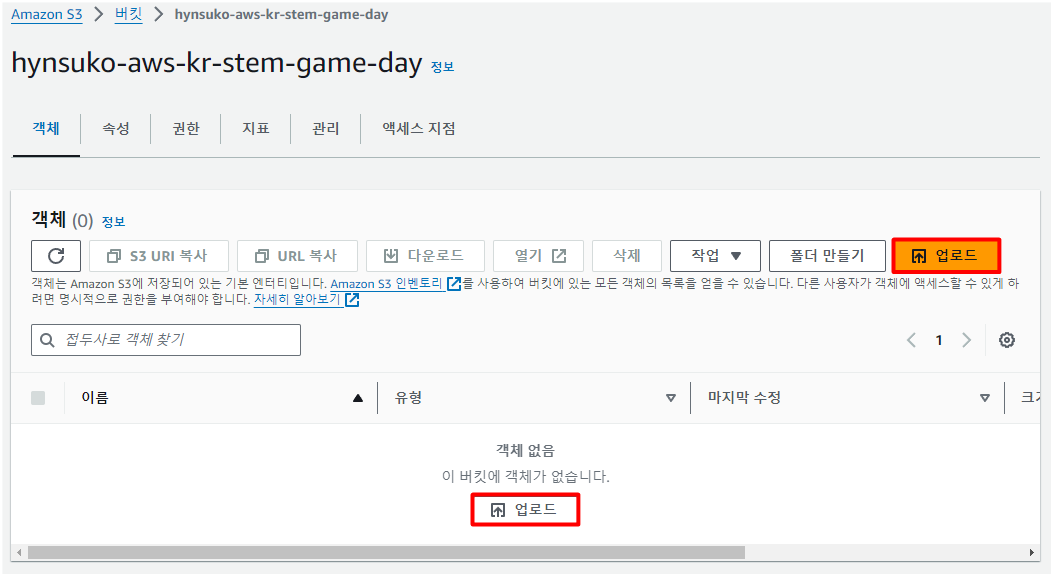 Amazon S3 > 버킷 > hynsuko-aws-kr-stem-game-day
hynsuko-aws-kr-stem-game-day 정보
객체 속성 권한 지표 관리 액세스 지점
객체 (0) 정보
S3 URI 복사 URL 복사 다운로드 열기 삭제 작업 폴더 만들기 업로드
객체는 Amazon S3에 저장되어 있는 기본 엔터티입니다. Amazon S3 인벤토리 를 사용하여 버킷에 있는 모든 객체의 목록을 얻을 수 있습니다. 다른 사용자가 객체에 액세스할 수 있게 하
려면 명시적으로 권한을 부여해야 합니다. 자세히 알아보기
접두사로 객체 찾기
1
이름 유형 마지막 수정
객체 없음
이 버킷에 객체가 없습니다.
업로드